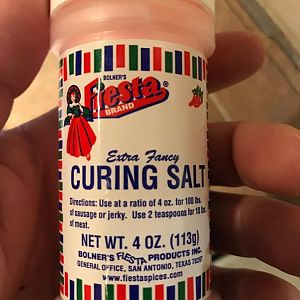 BOLNER'S
Fiesta®
BRAND
Extra Fancy
CURING SALT
Directions: Use at a ratio of 4 oz. for 100 lbs.
of sausage or jerky. Use 2 teaspoons for 10 lbs.
of meat.
NET WT. 4 OZ. (113g)
BOLNER'S FIESTA PRODUCTS INC.
GENERAL OFFICE, SAN ANTONIO, TEXAS 78207
www.fiestaspices.com